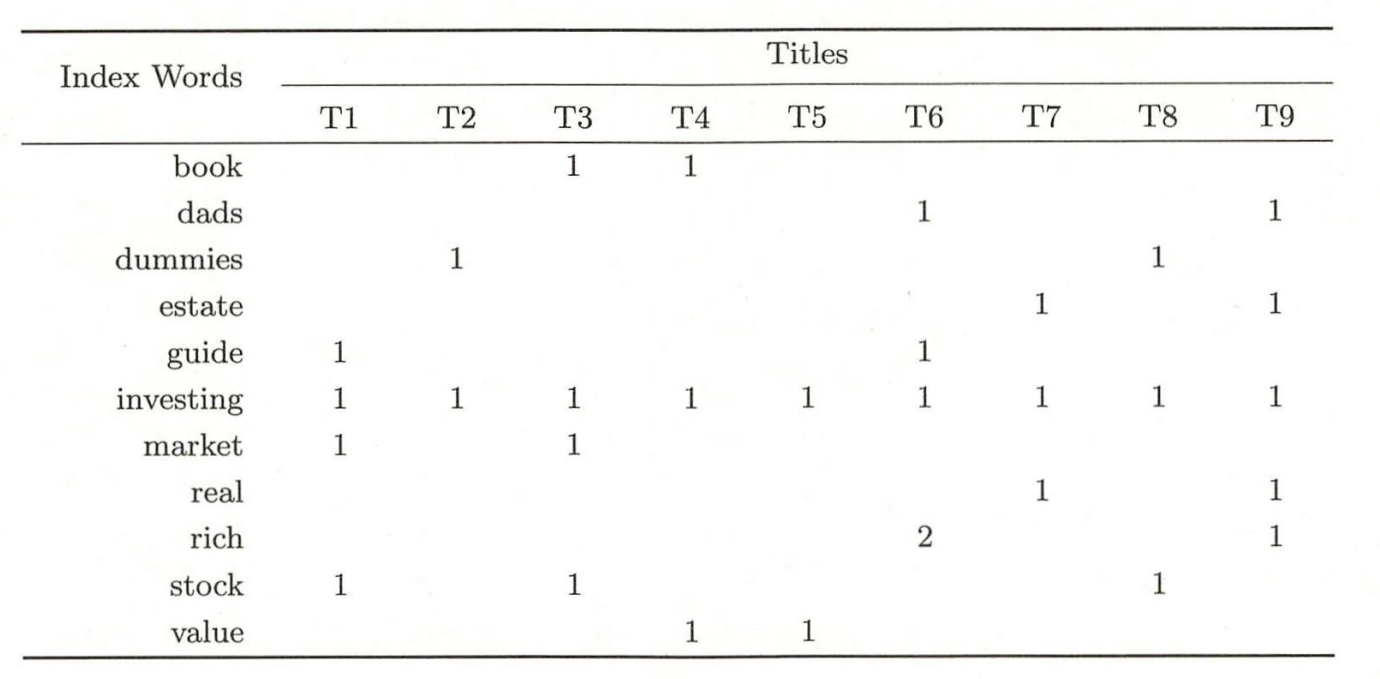 Titles
Index Words
T1 T2 T3 T4 T5 T6 T7 T8 T9
book 1 1
dads 1 1
dummies 1 1
estate 1 1
guide 1 1
investing 1 1 1 1 1 1 1 1 1
market 1 1
real 1 1
rich 2 1
stock 1 1 1
value 1 1